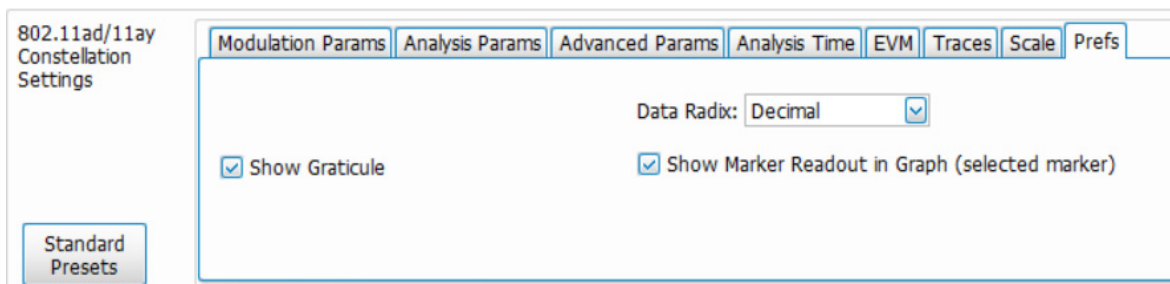 802.11ad/11ay
Constellation
Settings
Modulation Params Analysis Params Advanced Params Analysis Time EVM Traces Scale Prefs
Data Radix: Decimal
Show Graticule
Show Marker Readout in Graph (selected marker)
Standard
Presets